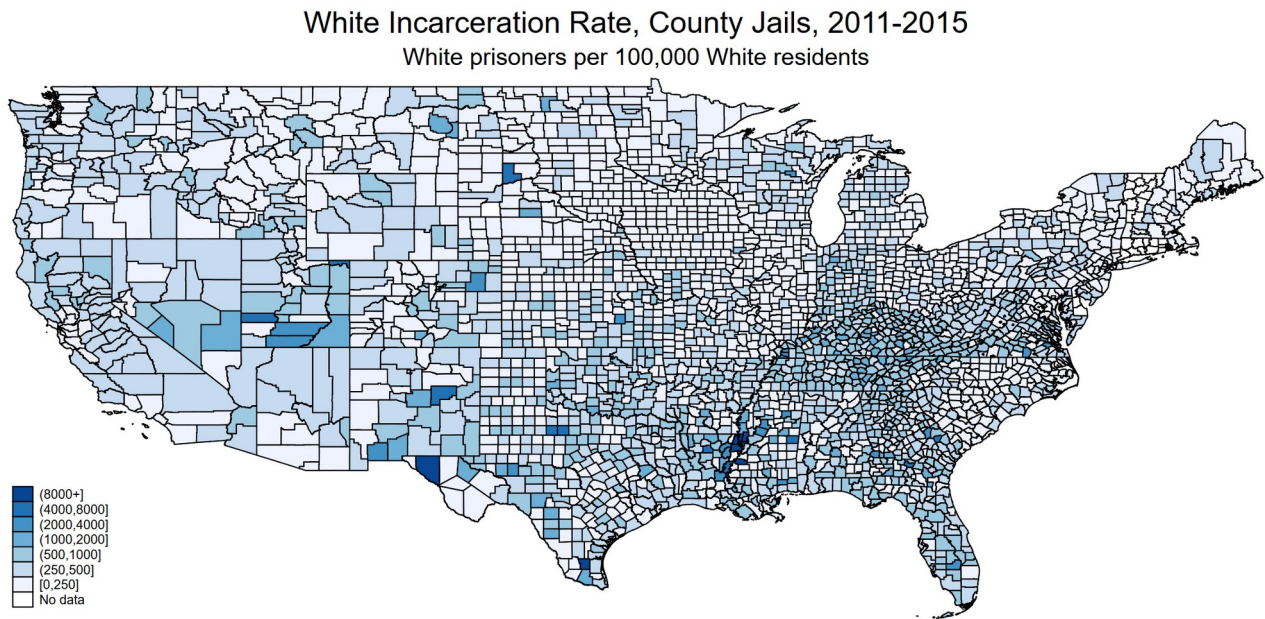 White Incarceration Rate, County Jails, 2011-2015
White prisoners per 100,000 White residents
(8000+]
(4000,8000]
(2000,4000]
(1000,2000]
(500,1000]
(250,500]
[0,250]
No data